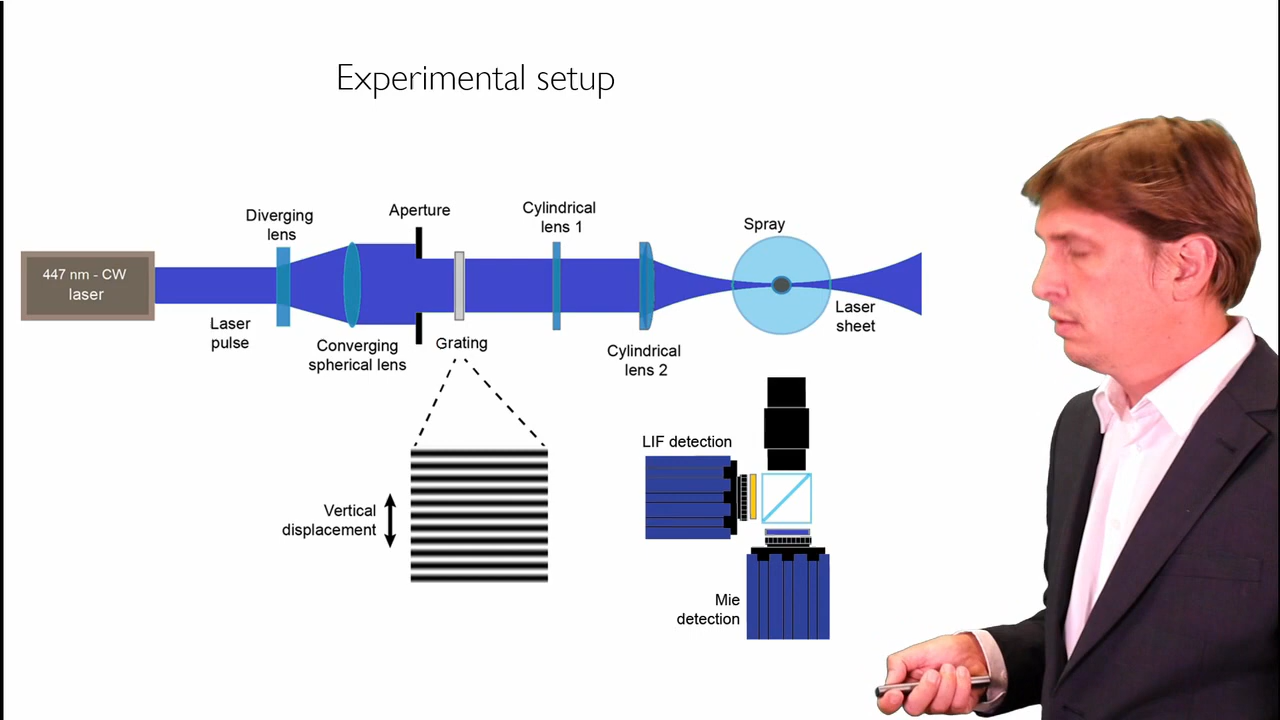 Experimental setup
Diverging
lens
Aperture
Cylindrical
lens 1
Spray
447 nm - CW
laser
Laser
pulse
Converging
spherical lens
Grating
Cylindrical
lens 2
Laser
sheet
Vertical
displacement
LIF detection
Mie
detection